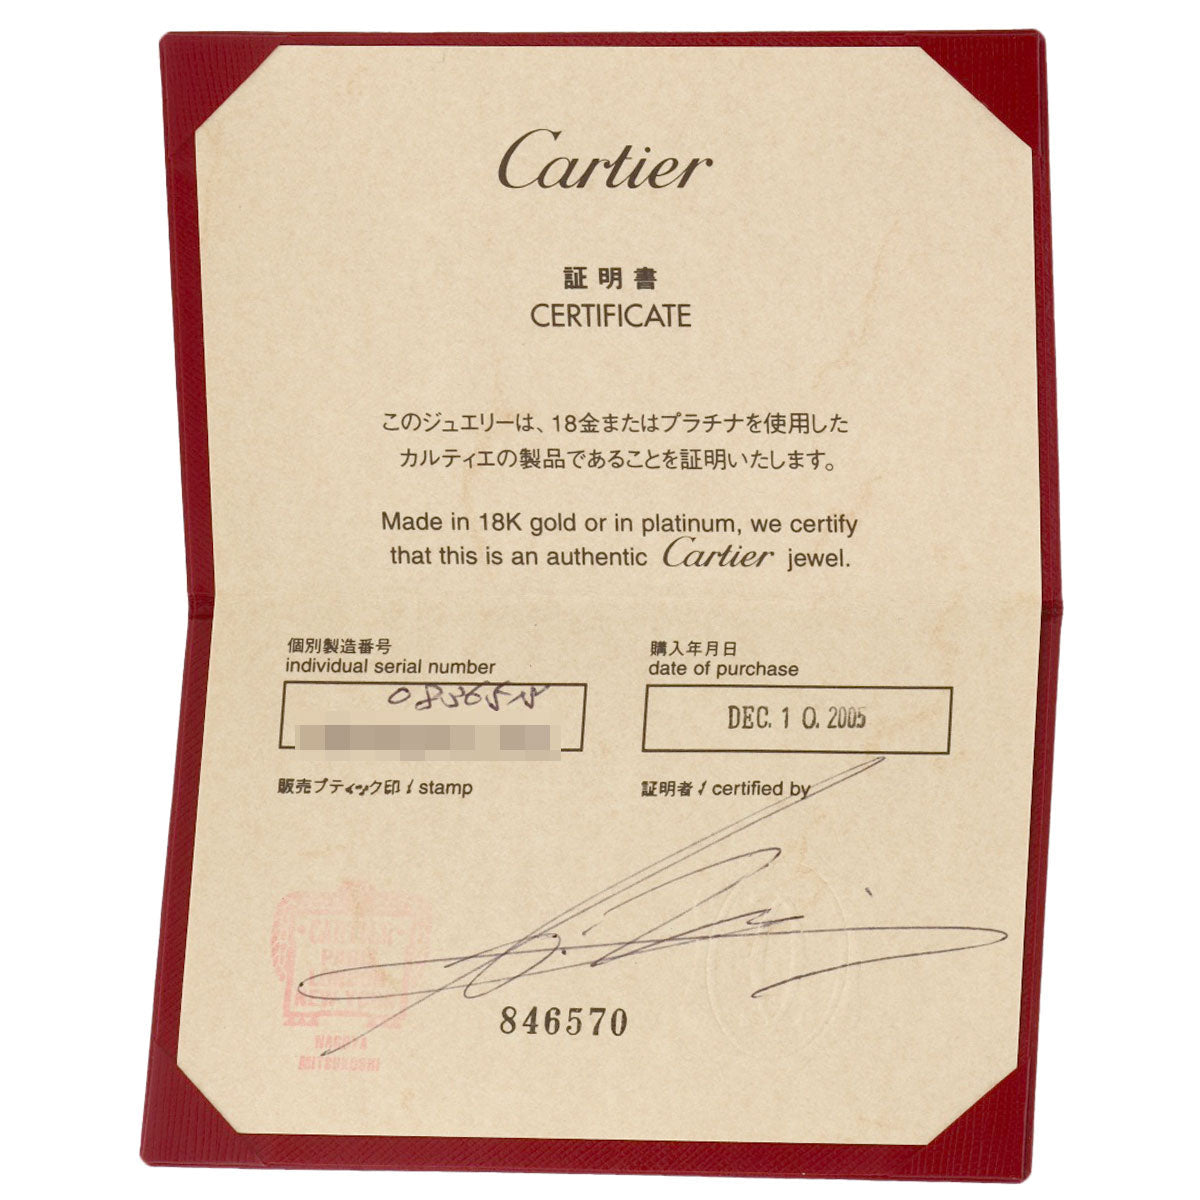 Cartier
証明書
CERTIFICATE
このジュエリーは、18金またはプラチナを使用した
カルティエの製品であることを証明いたします。
Made in 18K gold or in platinum, we certify
that this is an authentic Cartier jewel.
個別製造番号
individual serial number
購入年月日
date of purchase
DEC. 10. 2005
販売ブティック印 / stamp
証明者 / certified by
846570
NAGOYA
MITSUKOSHI